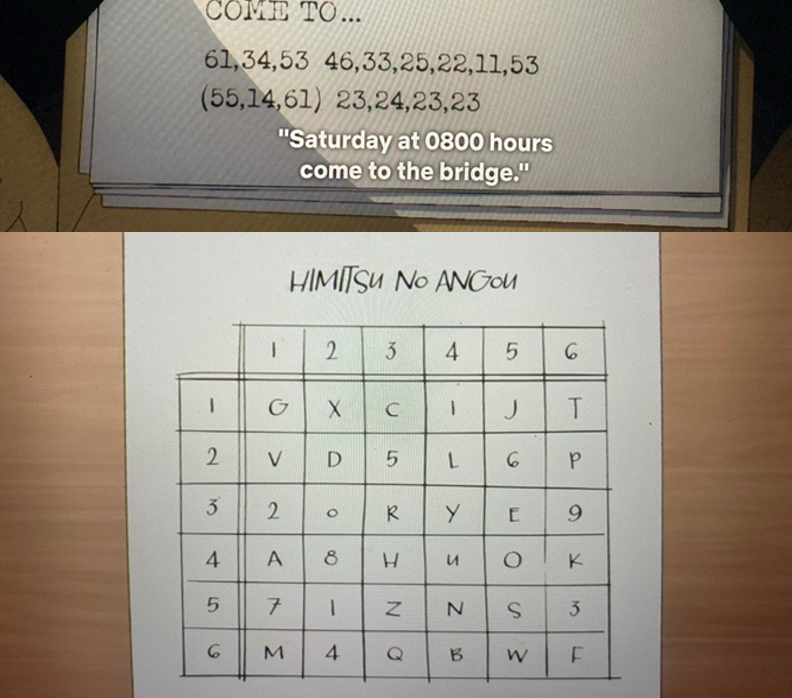 COME TO...
61,34,53 46,33,25,22,11,53
(55,14,61) 23,24,23,23
"Saturday at 0800 hours
come to the bridge."
HIMITSU NO ANGOU
1 2 3 4 5 6
1 G X C I J T
2 V D 5 L 6 P
3 2 0 R Y E 9
4 A 8 H U O K
5 7 1 Z N S 3
6 M 4 Q B W F